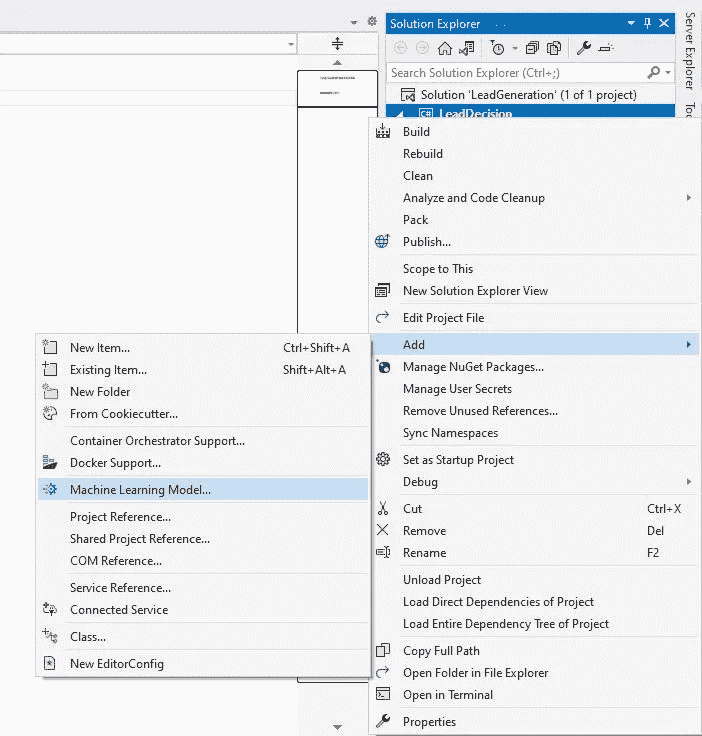 Solution Explorer
Server Explorer
Search Solution Explorer (Ctrl+;)
Solution 'LeadGeneration' (1 of 1 project)
C# LeadDecision
Build
Rebuild
Clean
Analyze and Code Cleanup
Pack
Publish...
Scope to This
New Solution Explorer View
Edit Project File
Add
Manage NuGet Packages...
Manage User Secrets
Remove Unused References...
Sync Namespaces
Set as Startup Project
Debug
Cut Ctrl+X
Remove Del
Rename F2
Unload Project
Load Direct Dependencies of Project
Load Entire Dependency Tree of Project
Copy Full Path
Open Folder in File Explorer
Open in Terminal
Properties
New Item... Ctrl+Shift+A
Existing Item... Shift+Alt+A
New Folder
From Cookiecutter...
Container Orchestrator Support...
Docker Support...
Machine Learning Model...
Project Reference...
Shared Project Reference...
COM Reference...
Service Reference...
Connected Service
Class...
New EditorConfig